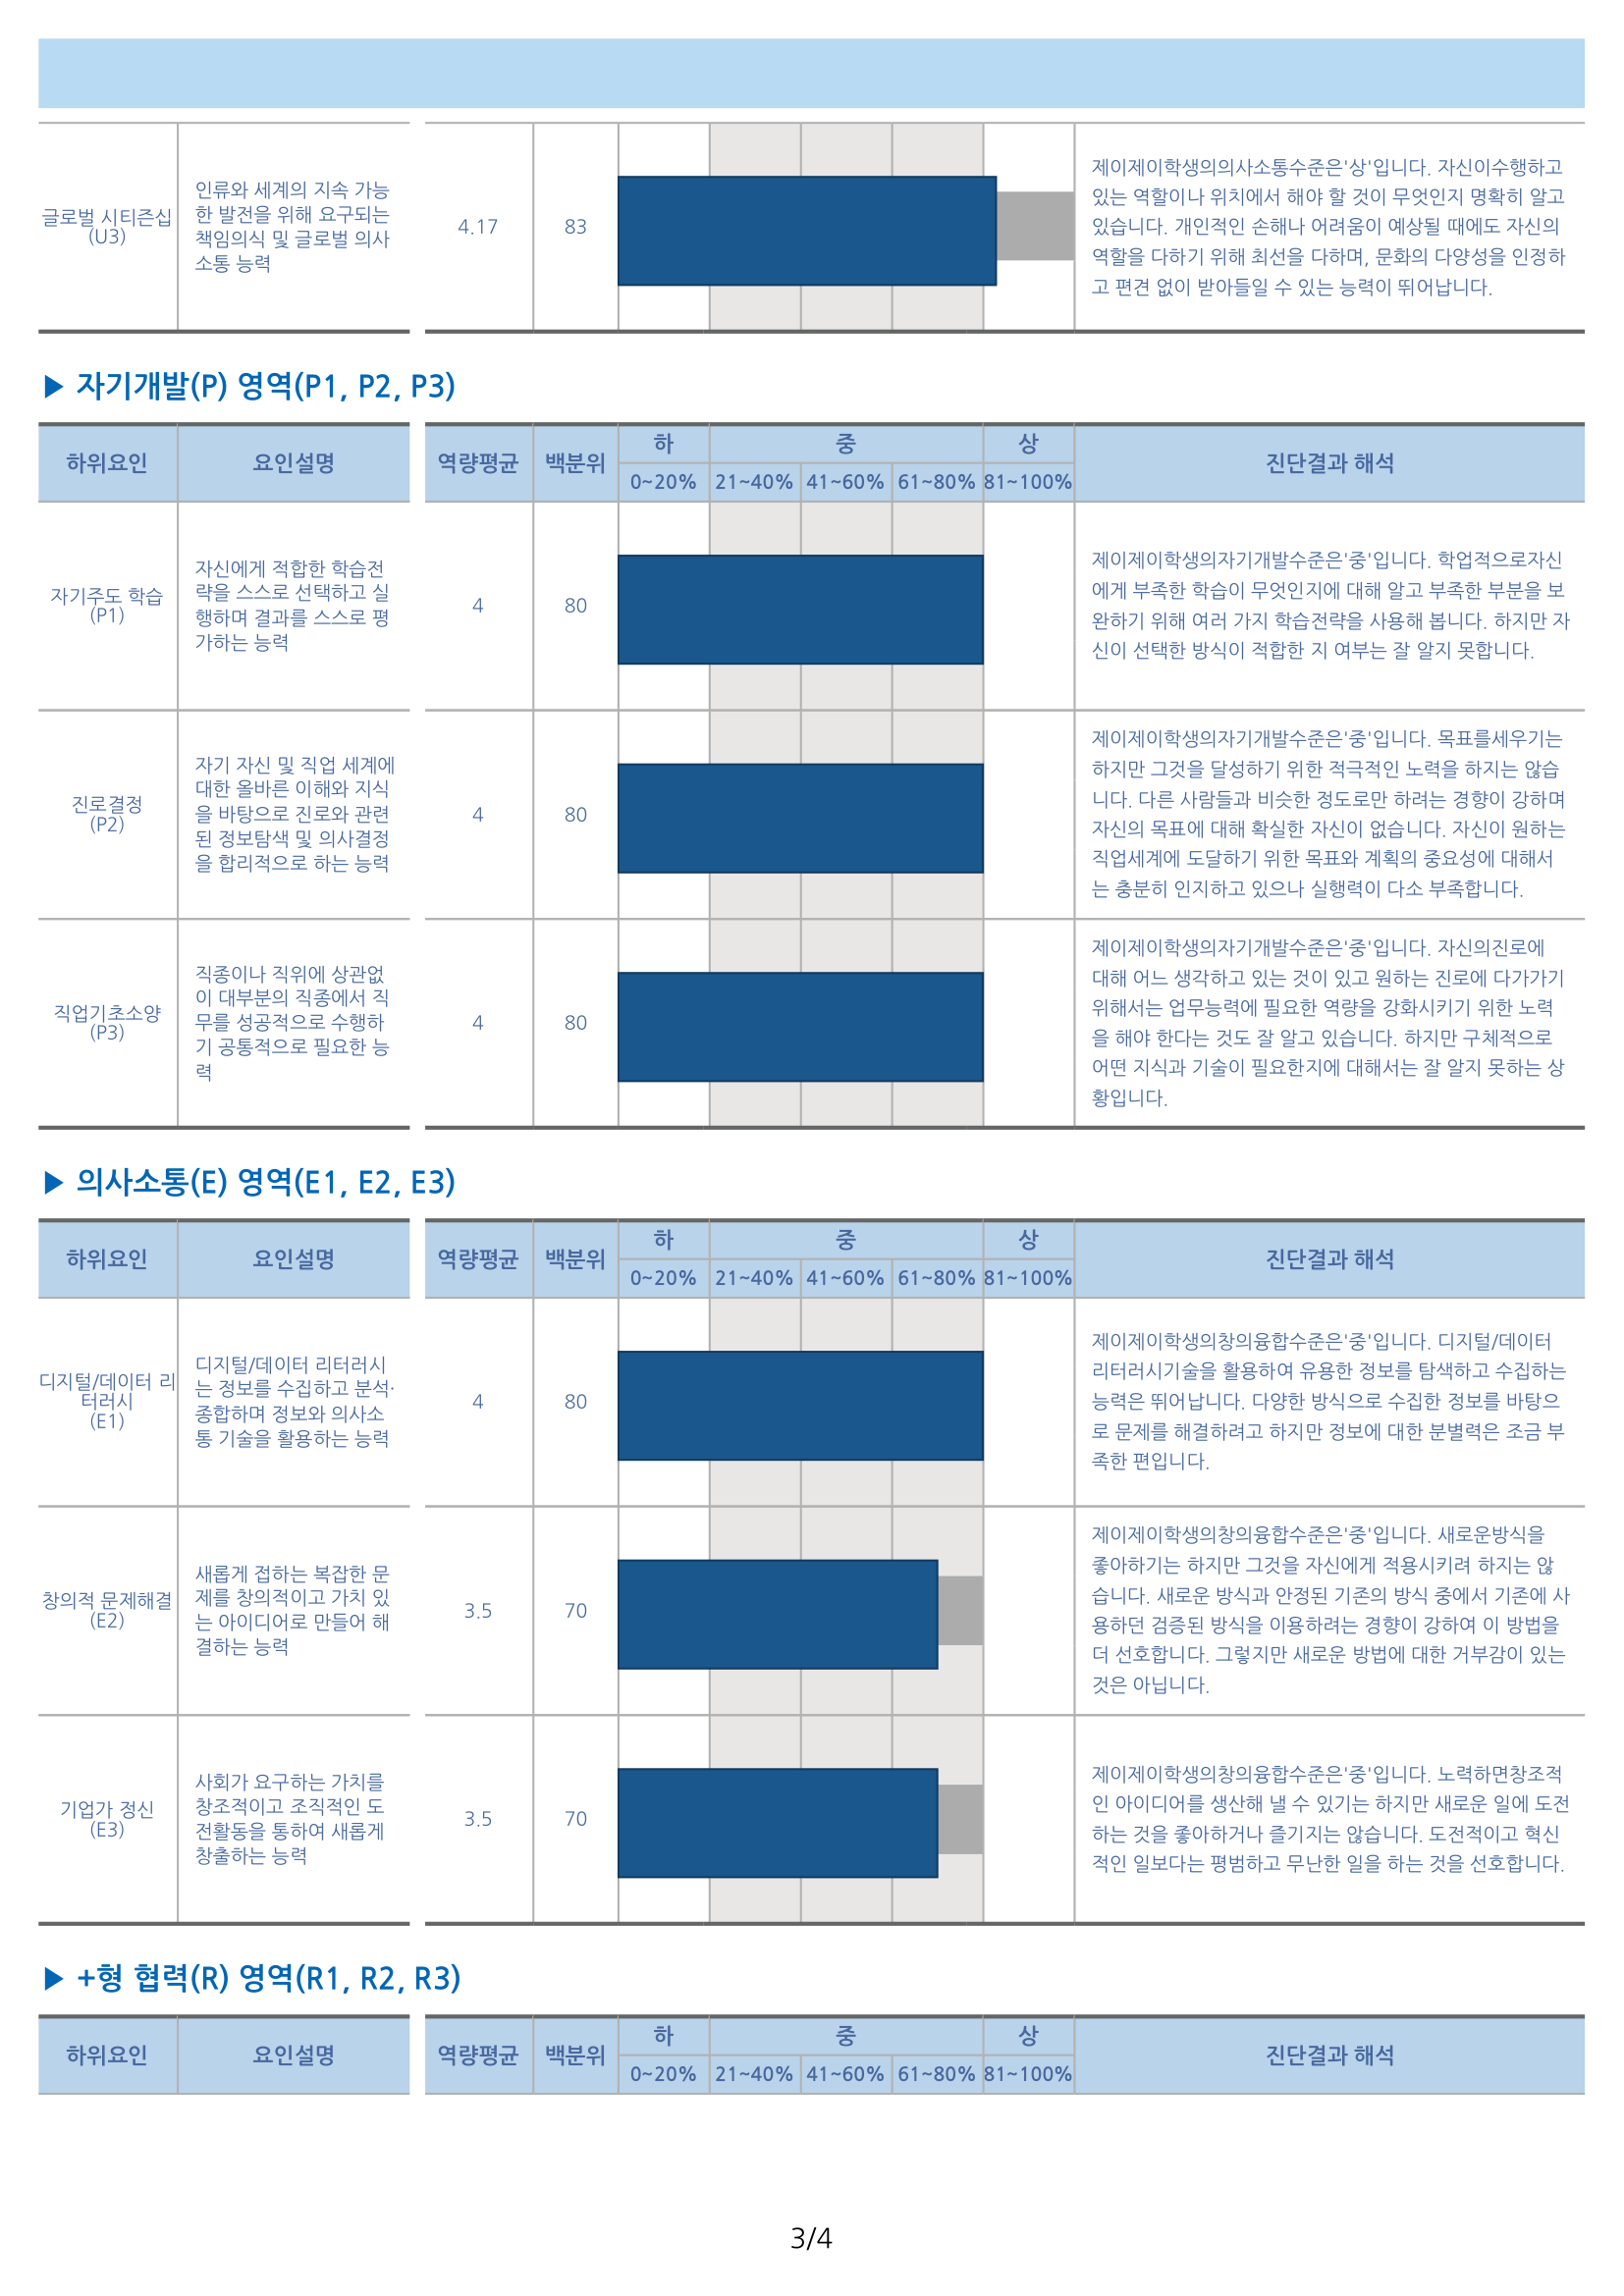 글로벌 시티즌십
(U3)
인류와 세계의 지속 가능
한 발전을 위해 요구되는
책임의식 및 글로벌 의사
소통 능력
4.17
83
제이제이학생의의사소통수준은'상'입니다. 자신이수행하고
있는 역할이나 위치에서 해야 할 것이 무엇인지 명확히 알고
있습니다. 개인적인 손해나 어려움이 예상될 때에도 자신의
역할을 다하기 위해 최선을 다하며, 문화의 다양성을 인정하
고 편견 없이 받아들일 수 있는 능력이 뛰어납니다.
▶ 자기개발(P) 영역(P1, P2, P3)
하위요인
요인설명
역량평균
백분위
하
중
상
0~20%
21~40%
41~60%
61~80%
81~100%
진단결과 해석
자기주도 학습
(P1)
자신에게 적합한 학습전
략을 스스로 선택하고 실
행하며 결과를 스스로 평
가하는 능력
4
80
제이제이학생의자기개발수준은'중'입니다. 학업적으로자신
에게 부족한 학습이 무엇인지에 대해 알고 부족한 부분을 보
완하기 위해 여러 가지 학습전략을 사용해 봅니다. 하지만 자
신이 선택한 방식이 적합한 지 여부는 잘 알지 못합니다.
진로결정
(P2)
자기 자신 및 직업 세계에
대한 올바른 이해와 지식
을 바탕으로 진로와 관련
된 정보탐색 및 의사결정
을 합리적으로 하는 능력
4
80
제이제이학생의자기개발수준은'중'입니다. 목표를세우기는
하지만 그것을 달성하기 위한 적극적인 노력을 하지는 않습
니다. 다른 사람들과 비슷한 정도로만 하려는 경향이 강하며
자신의 목표에 대해 확실한 자신이 없습니다. 자신이 원하는
직업세계에 도달하기 위한 목표와 계획의 중요성에 대해서
는 충분히 인지하고 있으나 실행력이 다소 부족합니다.
직업기초소양
(P3)
직종이나 직위에 상관없
이 대부분의 직종에서 직
무를 성공적으로 수행하
기 공통적으로 필요한 능
력
4
80
제이제이학생의자기개발수준은'중'입니다. 자신의진로에
대해 어느 생각하고 있는 것이 있고 원하는 진로에 다가가기
위해서는 업무능력에 필요한 역량을 강화시키기 위한 노력
을 해야 한다는 것도 잘 알고 있습니다. 하지만 구체적으로
어떤 지식과 기술이 필요한지에 대해서는 잘 알지 못하는 상
황입니다.
▶ 의사소통(E) 영역(E1, E2, E3)
하위요인
요인설명
역량평균
백분위
하
중
상
0~20%
21~40%
41~60%
61~80%
81~100%
진단결과 해석
디지털/데이터 리
터러시
(E1)
디지털/데이터 리터러시
는 정보를 수집하고 분석·
종합하며 정보와 의사소
통 기술을 활용하는 능력
4
80
제이제이학생의창의융합수준은'중'입니다. 디지털/데이터
리터러시기술을 활용하여 유용한 정보를 탐색하고 수집하는
능력은 뛰어납니다. 다양한 방식으로 수집한 정보를 바탕으
로 문제를 해결하려고 하지만 정보에 대한 분별력은 조금 부
족한 편입니다.
창의적 문제해결
(E2)
새롭게 접하는 복잡한 문
제를 창의적이고 가치 있
는 아이디어로 만들어 해
결하는 능력
3.5
70
제이제이학생의창의융합수준은'중'입니다. 새로운방식을
좋아하기는 하지만 그것을 자신에게 적용시키려 하지는 않
습니다. 새로운 방식과 안정된 기존의 방식 중에서 기존에 사
용하던 검증된 방식을 이용하려는 경향이 강하여 이 방법을
더 선호합니다. 그렇지만 새로운 방법에 대한 거부감이 있는
것은 아닙니다.
기업가 정신
(E3)
사회가 요구하는 가치를
창조적이고 조직적인 도
전활동을 통하여 새롭게
창출하는 능력
3.5
70
제이제이학생의창의융합수준은'중'입니다. 노력하면창조적
인 아이디어를 생산해 낼 수 있기는 하지만 새로운 일에 도전
하는 것을 좋아하거나 즐기지는 않습니다. 도전적이고 혁신
적인 일보다는 평범하고 무난한 일을 하는 것을 선호합니다.
▶ +형 협력(R) 영역(R1, R2, R3)
하위요인
요인설명
역량평균
백분위
하
중
상
0~20%
21~40%
41~60%
61~80%
81~100%
진단결과 해석
3/4